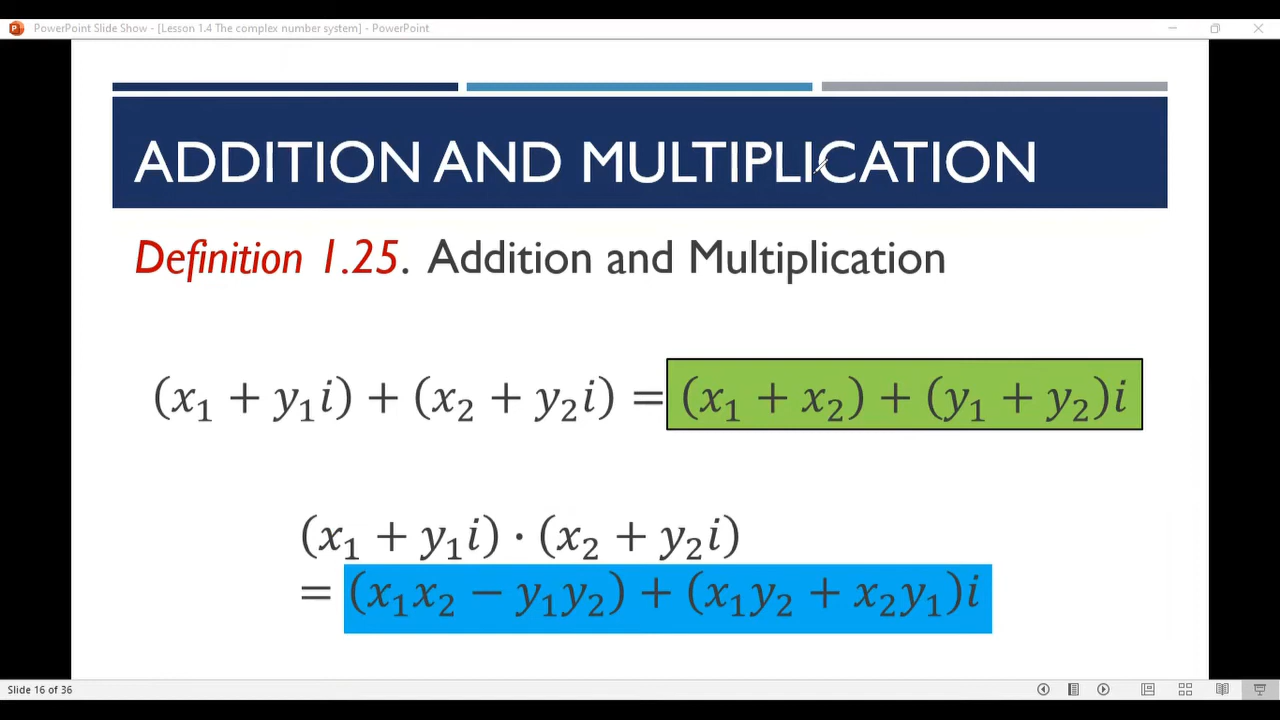 PowerPoint Slide Show - [Lesson 1.4 The complex number system] - PowerPoint
ADDITION AND MULTIPLICATION
Definition 1.25. Addition and Multiplication
(x₁ + y₁i) + (x₂ + y₂i) = (x₁ + x₂) + (y₁ + y₂)i
(x₁ + y₁i) · (x₂ + y₂i)
= (x₁x₂ − y₁y₂) + (x₁y₂ + x₂y₁)i
Slide 16 of 36